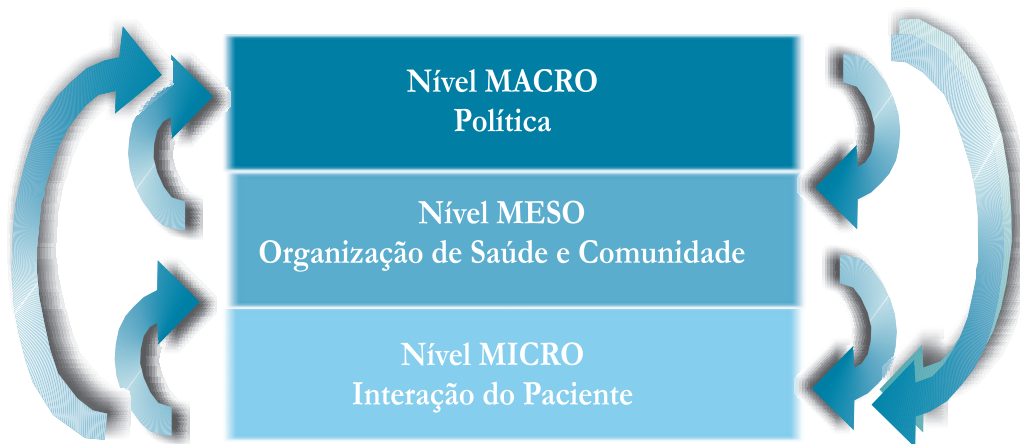 Nível MACRO
Política
Nível MESO
Organização de Saúde e Comunidade
Nível MICRO
Interação do Paciente